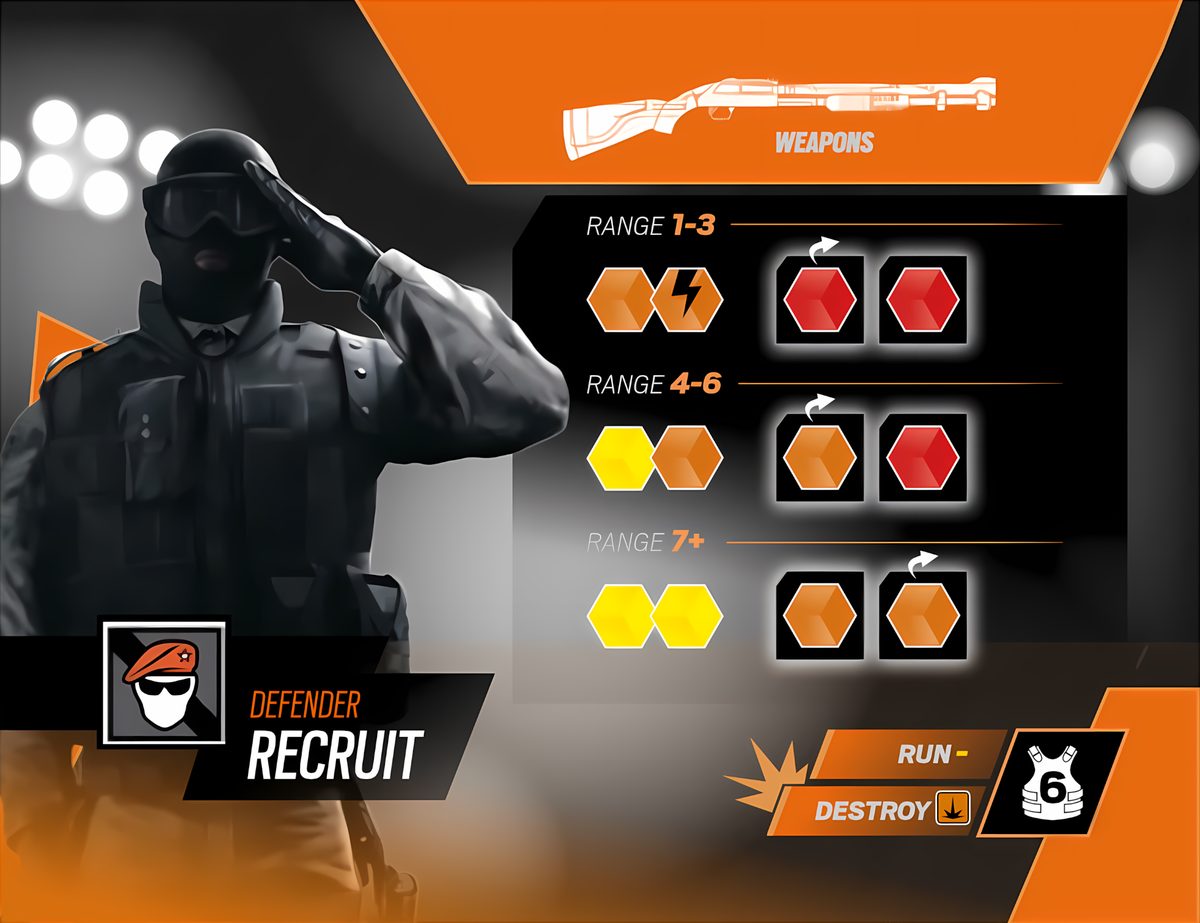 WEAPONS
RANGE 1-3
RANGE 4-6
RANGE 7+
DEFENDER
RECRUIT
RUN -
DESTROY
6